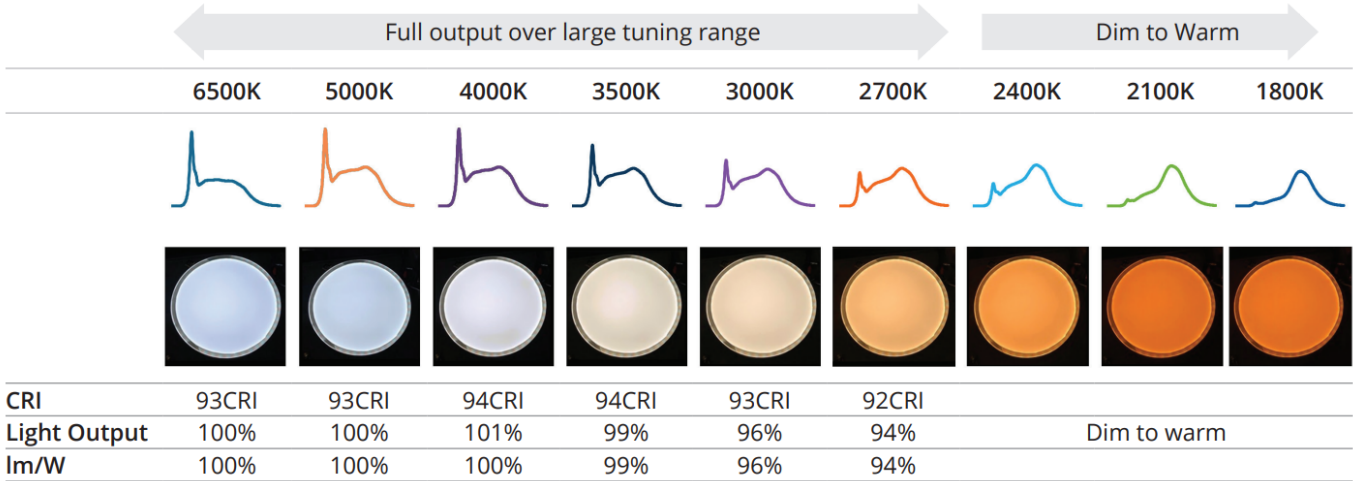 Full output over large tuning range Dim to Warm
6500K 5000K 4000K 3500K 3000K 2700K 2400K 2100K 1800K
CRI 93CRI 93CRI 94CRI 94CRI 93CRI 92CRI
Light Output 100% 100% 101% 99% 96% 94% Dim to warm
lm/W 100% 100% 100% 99% 96% 94%